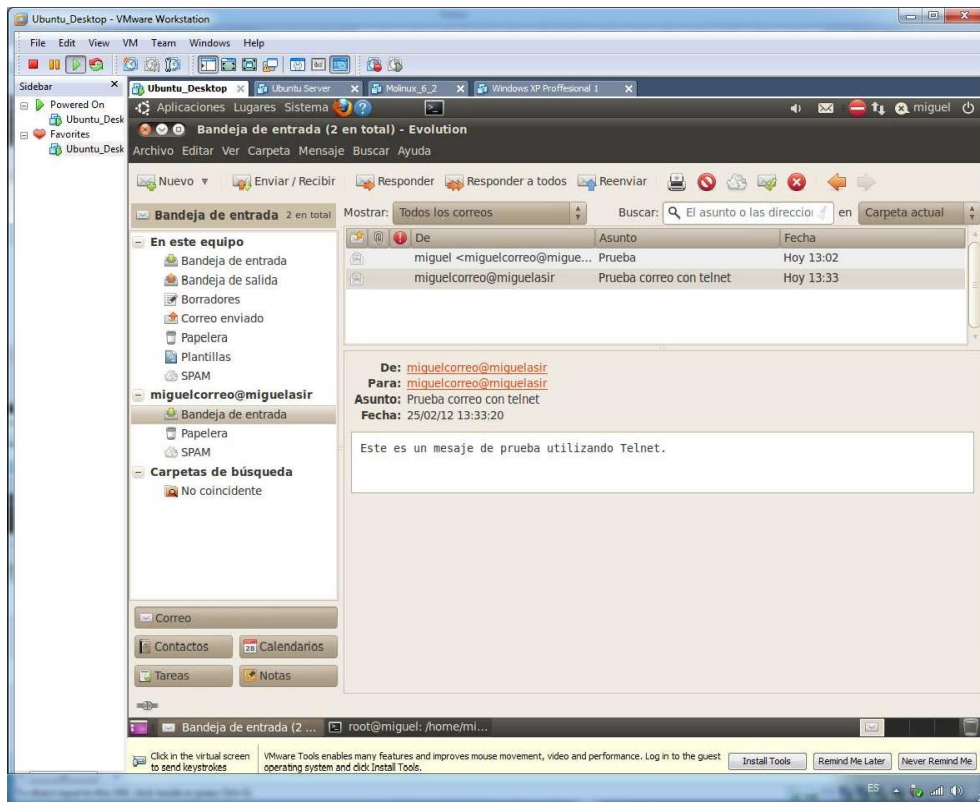 Ubuntu_Desktop - VMware Workstation
File Edit View VM Team Windows Help
Sidebar
Powered On
Ubuntu_Desk
Favorites
Ubuntu_Desk
Ubuntu_Desktop Ubuntu Server Molinux_6_2 Windows XP Proffesional 1
Aplicaciones Lugares Sistema miguel
Bandeja de entrada (2 en total) - Evolution
Archivo Editar Ver Carpeta Mensaje Buscar Ayuda
Nuevo Enviar / Recibir Responder Responder a todos Reenviar
Bandeja de entrada 2 en total
Mostrar: Todos los correos Buscar: El asunto o las direccion en Carpeta actual
En este equipo
Bandeja de entrada
Bandeja de salida
Borradores
Correo enviado
Papelera
Plantillas
SPAM
miguelcorreo@miguelasir
Bandeja de entrada
Papelera
SPAM
Carpetas de búsqueda
No coincidente
De Asunto Fecha
miguel <miguelcorreo@migue... Prueba Hoy 13:02
miguelcorreo@miguelasir Prueba correo con telnet Hoy 13:33
De: miguelcorreo@miguelasir
Para: miguelcorreo@miguelasir
Asunto: Prueba correo con telnet
Fecha: 25/02/12 13:33:20
Este es un mesaje de prueba utilizando Telnet.
Correo
Contactos 28 Calendarios
Tareas Notas
Bandeja de entrada (2 ... root@miguel: /home/mi...
Click in the virtual screen
to send keystrokes
VMware Tools enables many features and improves mouse movement, video and performance. Log in to the guest
operating system and click Install Tools.
Install Tools Remind Me Later Never Remind Me
ES